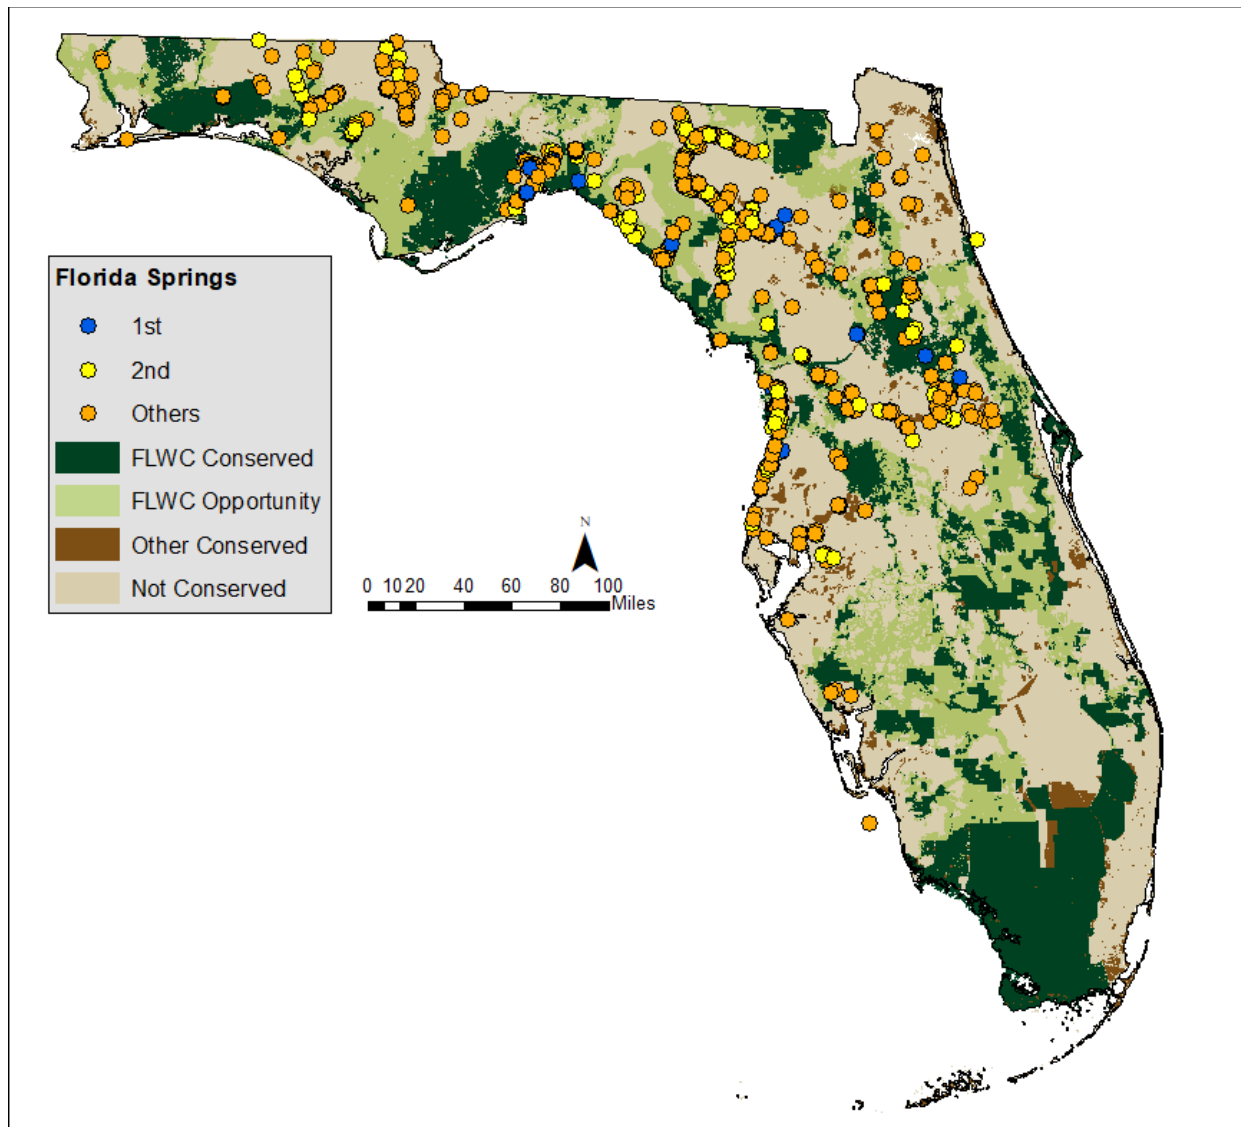 Florida Springs
1st
2nd
Others
FLWC Conserved
FLWC Opportunity
Other Conserved
Not Conserved
N
0 10 20 40 60 80 100
Miles